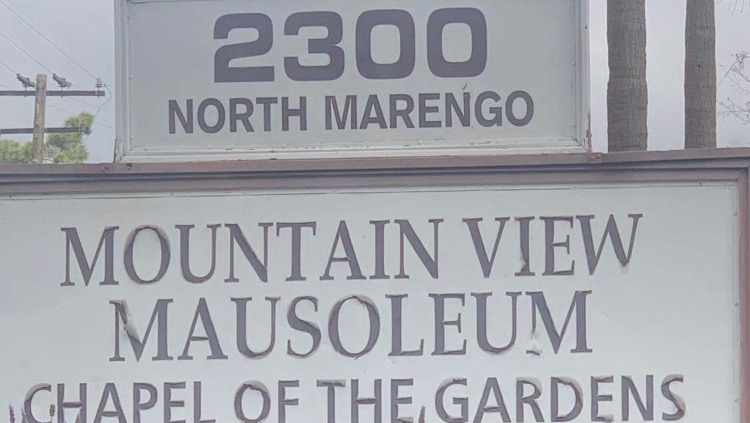 2300
NORTH MARENGO
MOUNTAIN VIEW
MAUSOLEUM
CHAPEL OF THE GARDENS